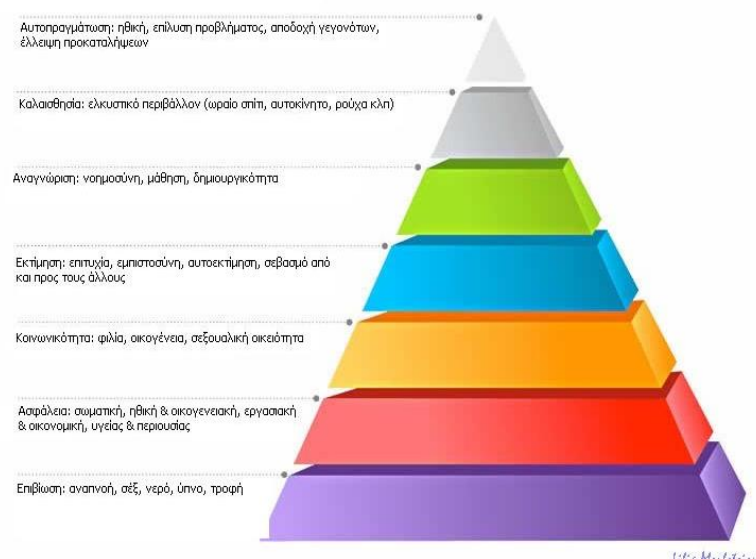 Αυτοπραγμάτωση: ηθική, επίλυση προβλήματος, αποδοχή γεγονότων,
έλλειψη προκαταλήψεων
Καλαισθησία: ελκυστικό περιβάλλον (ωραίο σπίτι, αυτοκίνητο, ρούχα κλπ)
Αναγνώριση: νοημοσύνη, μάθηση, δημιουργικότητα
Εκτίμηση: επιτυχία, εμπιστοσύνη, αυτοεκτίμηση, σεβασμό από
και προς τους άλλους
Κοινωνικότητα: φιλία, οικογένεια, σεξουαλική οικειότητα
Ασφάλεια: σωματική, ηθική & οικογενειακή, εργασιακή
& οικονομική, υγείας & περιουσίας
Επιβίωση: αναπνοή, σέξ, νερό, ύπνο, τροφή